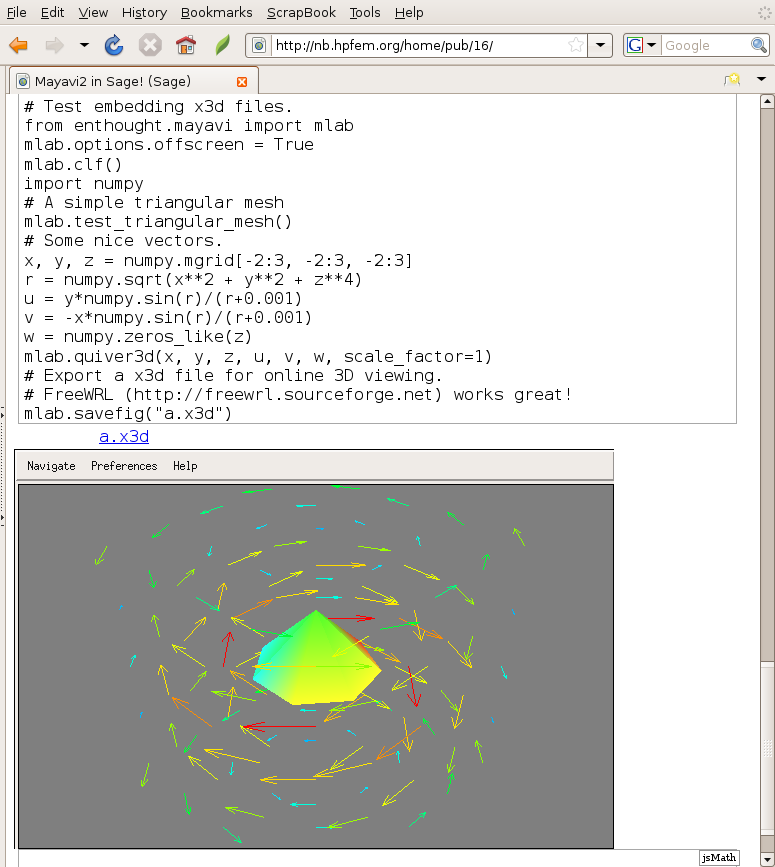 File Edit View History Bookmarks ScrapBook Tools Help
http://nb.hpfem.org/home/pub/16/
G Google
Mayavi2 in Sage! (Sage)
# Test embedding x3d files.
from enthought.mayavi import mlab
mlab.options.offscreen = True
mlab.clf()
import numpy
# A simple triangular mesh
mlab.test_triangular_mesh()
# Some nice vectors.
x, y, z = numpy.mgrid[-2:3, -2:3, -2:3]
r = numpy.sqrt(x**2 + y**2 + z**4)
u = y*numpy.sin(r)/(r+0.001)
v = -x*numpy.sin(r)/(r+0.001)
w = numpy.zeros_like(z)
mlab.quiver3d(x, y, z, u, v, w, scale_factor=1)
# Export a x3d file for online 3D viewing.
# FreeWRL (http://freewrl.sourceforge.net) works great!
mlab.savefig("a.x3d")
a.x3d
Navigate Preferences Help
jsMath